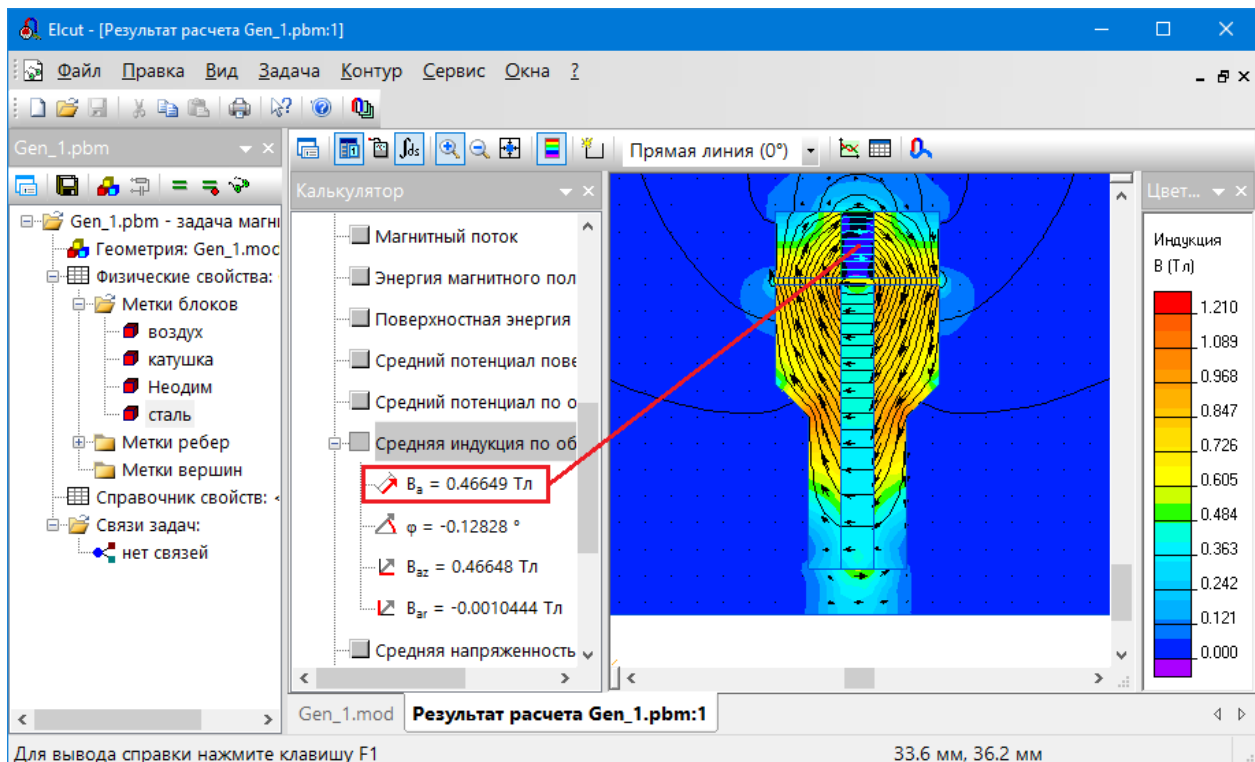 Elcut - [Результат расчета Gen_1.pbm:1]
Файл Правка Вид Задача Контур Сервис Окна ?
Gen_1.pbm
Прямая линия (0°)
Gen_1.pbm - задача магни
Геометрия: Gen_1.mod
Физические свойства:
Метки блоков
воздух
катушка
Неодим
сталь
Метки ребер
Метки вершин
Справочник свойств: <
Связи задач:
нет связей
Калькулятор
Магнитный поток
Энергия магнитного пол
Поверхностная энергия
Средний потенциал пове
Средний потенциал по о
Средняя индукция по об
Ba = 0.46649 Тл
φ = -0.12828 °
Baz = 0.46648 Тл
Bar = -0.0010444 Тл
Средняя напряженность
Цвет...
Индукция
B (Тл)
1.210
1.089
0.968
0.847
0.726
0.605
0.484
0.363
0.242
0.121
0.000
Gen_1.mod Результат расчета Gen_1.pbm:1
Для вывода справки нажмите клавишу F1 33.6 мм, 36.2 мм